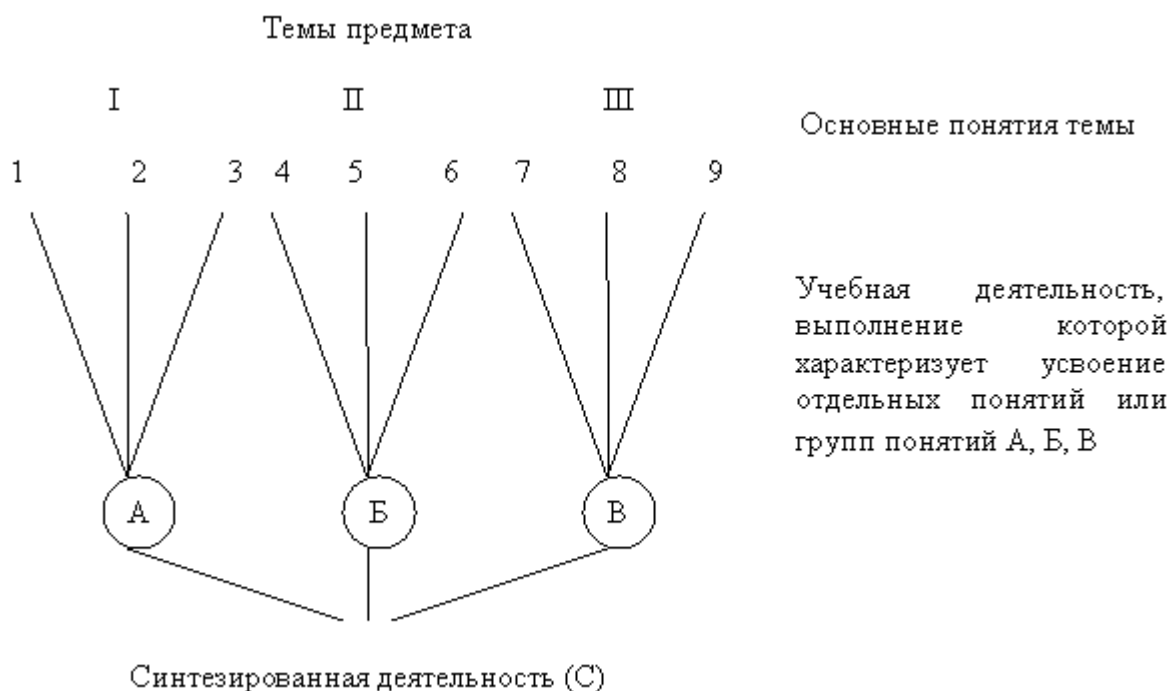 Темы предмета
I II III
Основные понятия темы
1 2 3 4 5 6 7 8 9
Учебная деятельность,
выполнение которой
характеризует усвоение
отдельных понятий или
групп понятий А, Б, В
А Б В
Синтезированная деятельность (С)